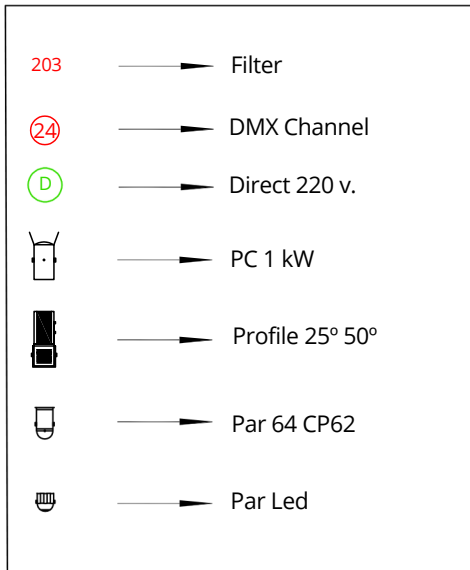 203 Filter
24 DMX Channel
D Direct 220 v.
PC 1 kW
Profile 25º 50º
Par 64 CP62
Par Led